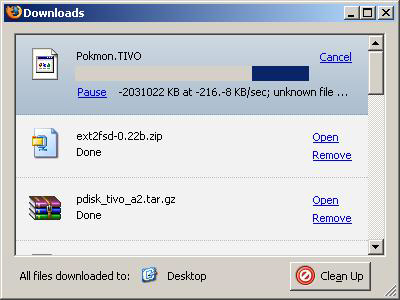 Downloads
Pokmon.TIVO
Cancel
Pause -2031022 KB at -216.-8 KB/sec; unknown file ...
ext2fsd-0.22b.zip
Open
Done
Remove
pdisk_tivo_a2.tar.gz
Open
Done
Remove
All files downloaded to: Desktop
Clean Up